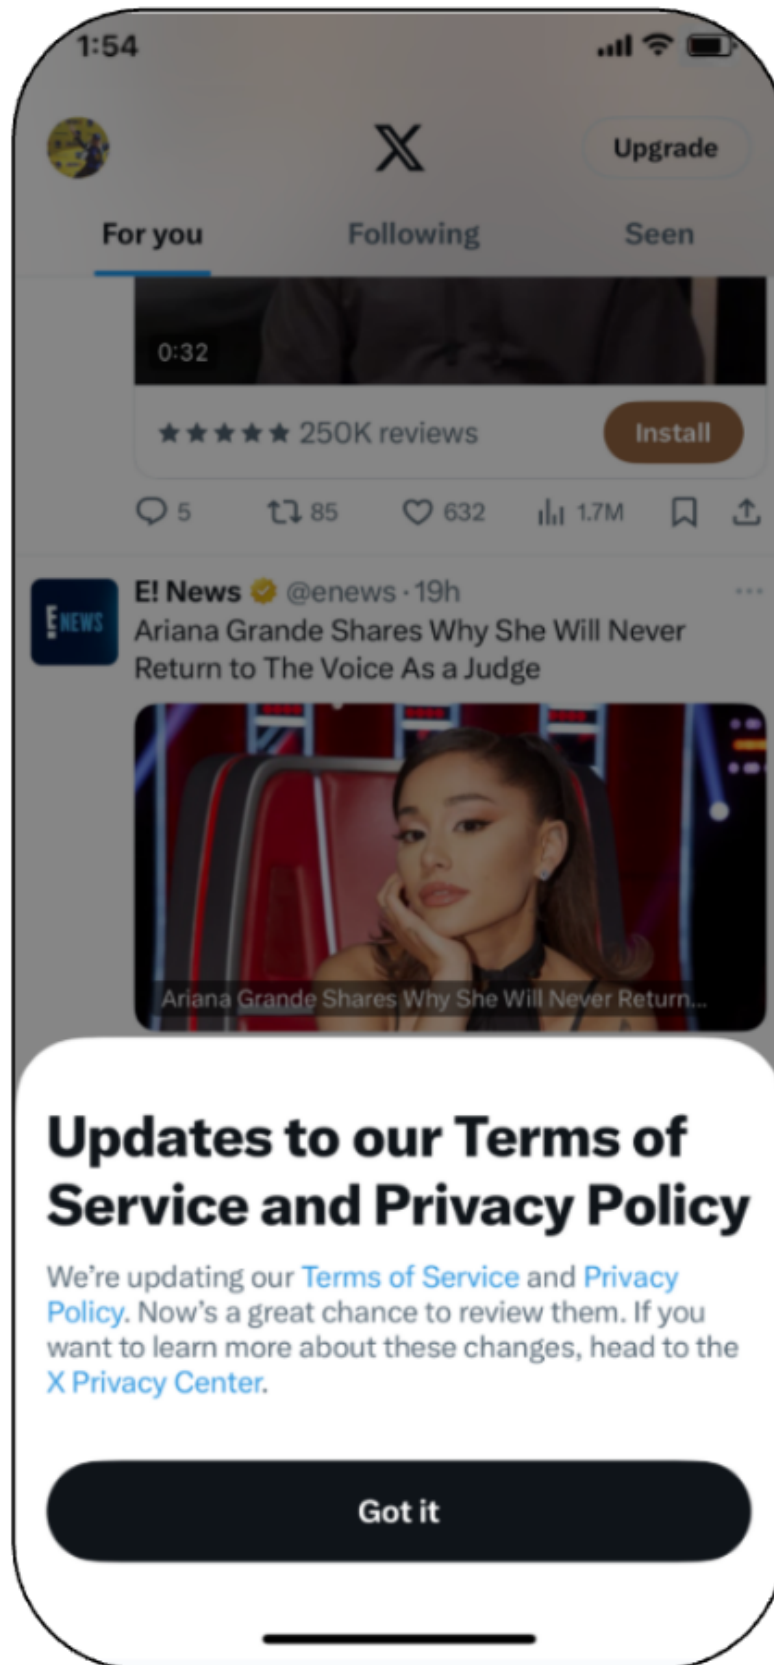 1:54
X
Upgrade
For you Following Seen
0:32
★★★★★ 250K reviews
Install
5 85 632 1.7M
E! NEWS
E! News @enews · 19h
Ariana Grande Shares Why She Will Never
Return to The Voice As a Judge
Ariana Grande Shares Why She Will Never Return...
Updates to our Terms of
Service and Privacy Policy
We’re updating our Terms of Service and Privacy
Policy. Now’s a great chance to review them. If you
want to learn more about these changes, head to the
X Privacy Center.
Got it